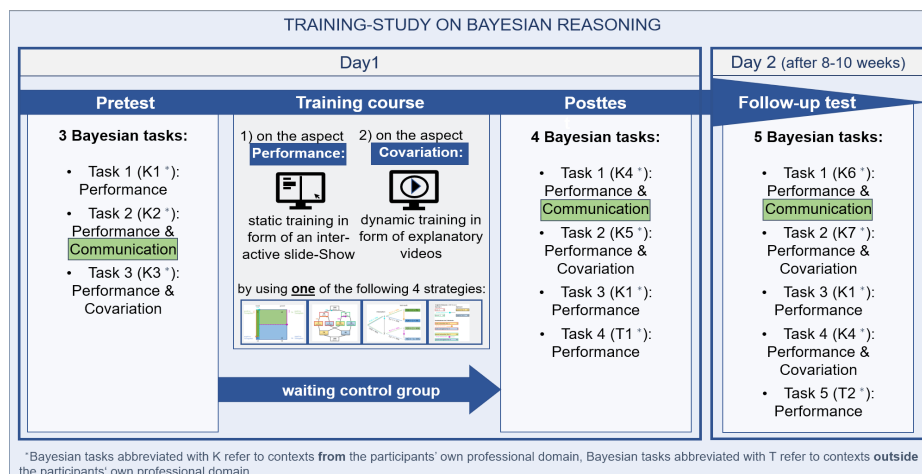 TRAINING-STUDY ON BAYESIAN REASONING
Day1
Day 2 (after 8-10 weeks)
Pretest
Training course
Posttes
Follow-up test
3 Bayesian tasks:
• Task 1 (K1 *):
Performance
• Task 2 (K2 *):
Performance &
Communication
• Task 3 (K3 *):
Performance &
Covariation
1) on the aspect
Performance:
static training in
form of an inter-
active slide-Show
2) on the aspect
Covariation:
dynamic training in
form of explanatory
videos
by using one of the following 4 strategies:
waiting control group
4 Bayesian tasks:
• Task 1 (K4 *):
Performance &
Communication
• Task 2 (K5 *):
Performance &
Covariation
• Task 3 (K1 *):
Performance
• Task 4 (T1 *):
Performance
5 Bayesian tasks:
• Task 1 (K6 *):
Performance &
Communication
• Task 2 (K7 *):
Performance &
Covariation
• Task 3 (K1 *):
Performance
• Task 4 (K4 *):
Performance &
Covariation
• Task 5 (T2 *):
Performance
*Bayesian tasks abbreviated with K refer to contexts from the participants' own professional domain, Bayesian tasks abbreviated with T refer to contexts outside
the participants' own professional domain